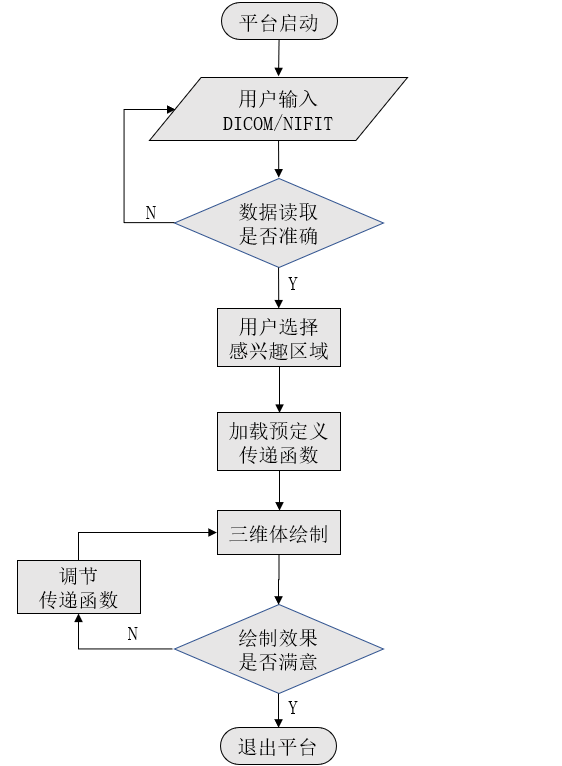 平台启动
用户输入
DICOM/NIFIT
N
数据读取
是否准确
Y
用户选择
感兴趣区域
加载预定义
传递函数
三维体绘制
调节
传递函数
N
绘制效果
是否满意
Y
退出平台